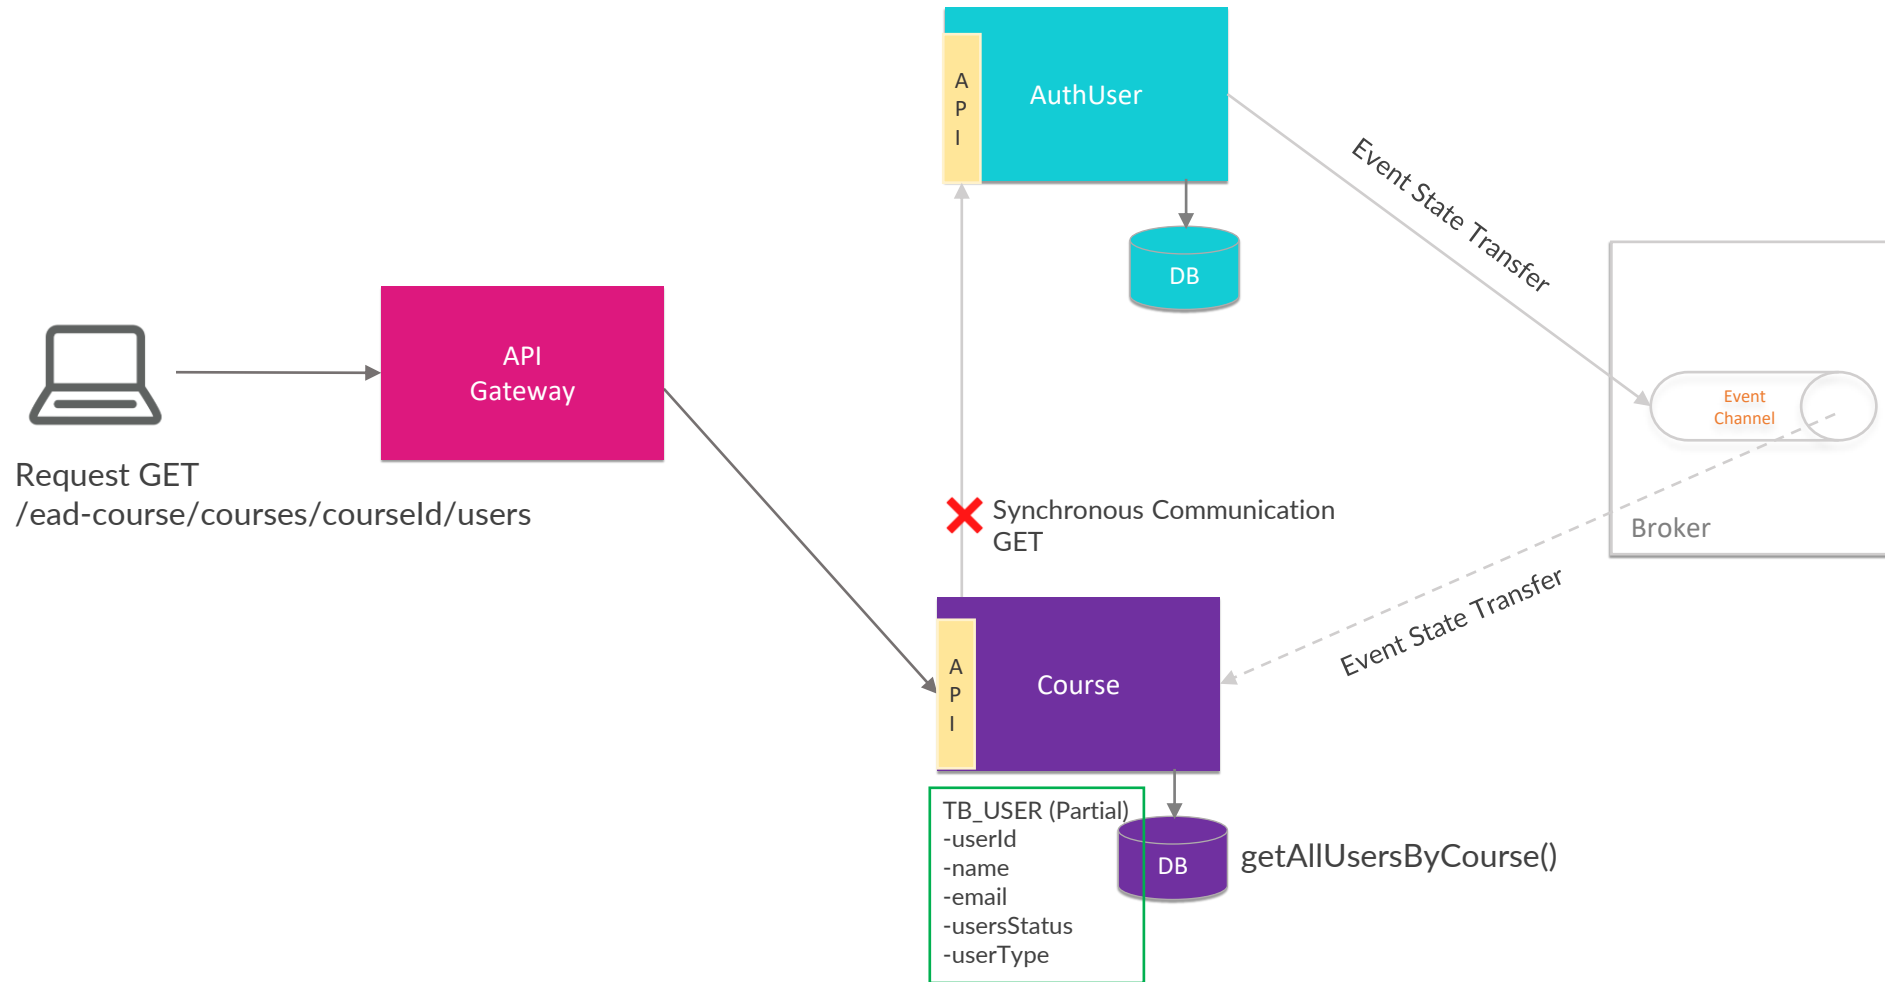 A
P
I
AuthUser
DB
Event State Transfer
API
Gateway
Event
Channel
Broker
Request GET
/ead-course/courses/courseId/users
Synchronous Communication
GET
Event State Transfer
A
P
I
Course
TB_USER (Partial)
-userId
-name
-email
-usersStatus
-userType
DB
getAllUsersByCourse()